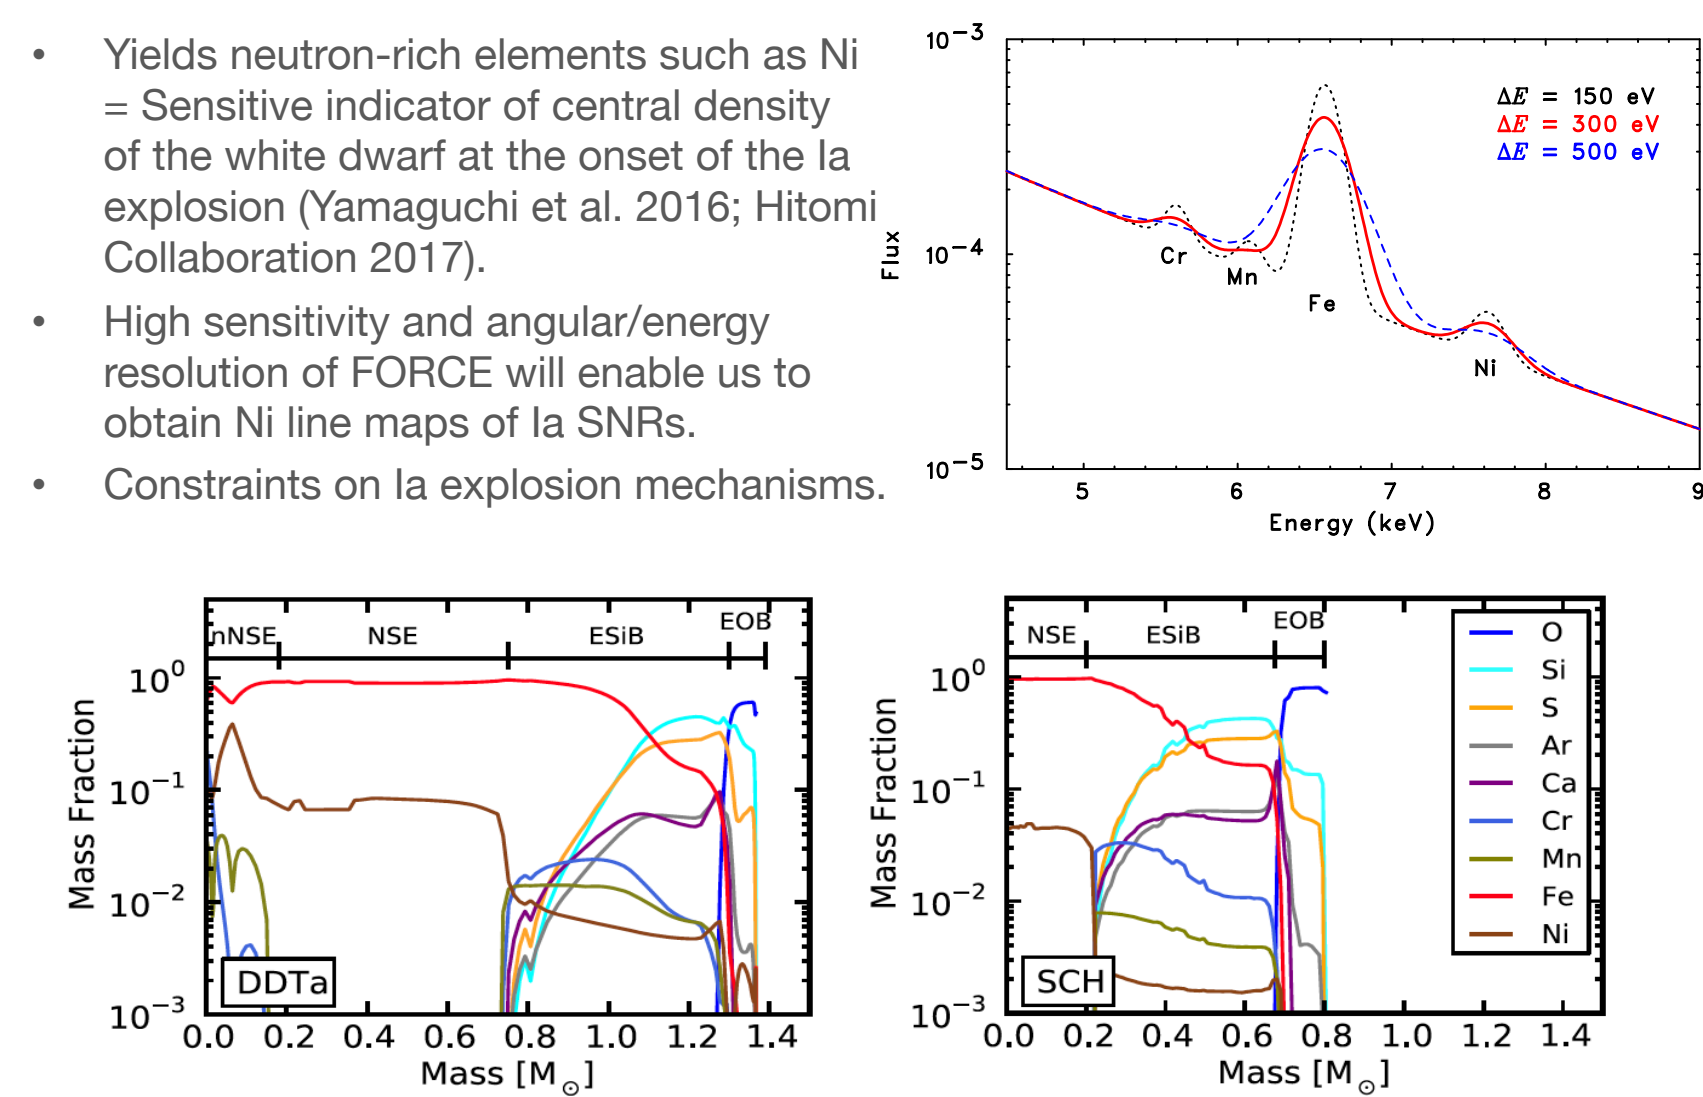 • Yields neutron-rich elements such as Ni
= Sensitive indicator of central density
of the white dwarf at the onset of the Ia
explosion (Yamaguchi et al. 2016; Hitomi
Collaboration 2017).
• High sensitivity and angular/energy
resolution of FORCE will enable us to
obtain Ni line maps of Ia SNRs.
• Constraints on Ia explosion mechanisms.
10⁻³
ΔE = 150 eV
ΔE = 300 eV
ΔE = 500 eV
Flux
10⁻⁴
Cr
Mn
Fe
Ni
10⁻⁵
5 6 7 8 9
Energy (keV)
nNSE NSE ESiB EOB
10⁰
10⁻¹
10⁻²
10⁻³
Mass Fraction
DDTa
0.0 0.2 0.4 0.6 0.8 1.0 1.2 1.4
Mass [M☉]
NSE ESiB EOB
10⁰
10⁻¹
10⁻²
10⁻³
Mass Fraction
O
Si
S
Ar
Ca
Cr
Mn
Fe
Ni
SCH
0.0 0.2 0.4 0.6 0.8 1.0 1.2 1.4
Mass [M☉]